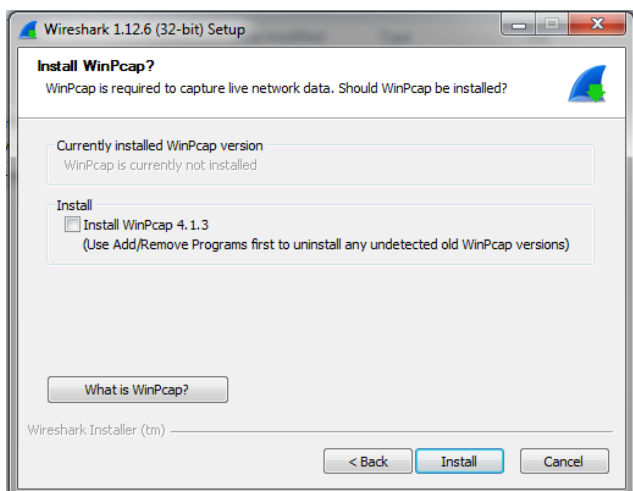 Wireshark 1.12.6 (32-bit) Setup
Install WinPcap?
WinPcap is required to capture live network data. Should WinPcap be installed?
Currently installed WinPcap version
WinPcap is currently not installed
Install
Install WinPcap 4.1.3
(Use Add/Remove Programs first to uninstall any undetected old WinPcap versions)
What is WinPcap?
Wireshark Installer (tm)
< Back Install Cancel